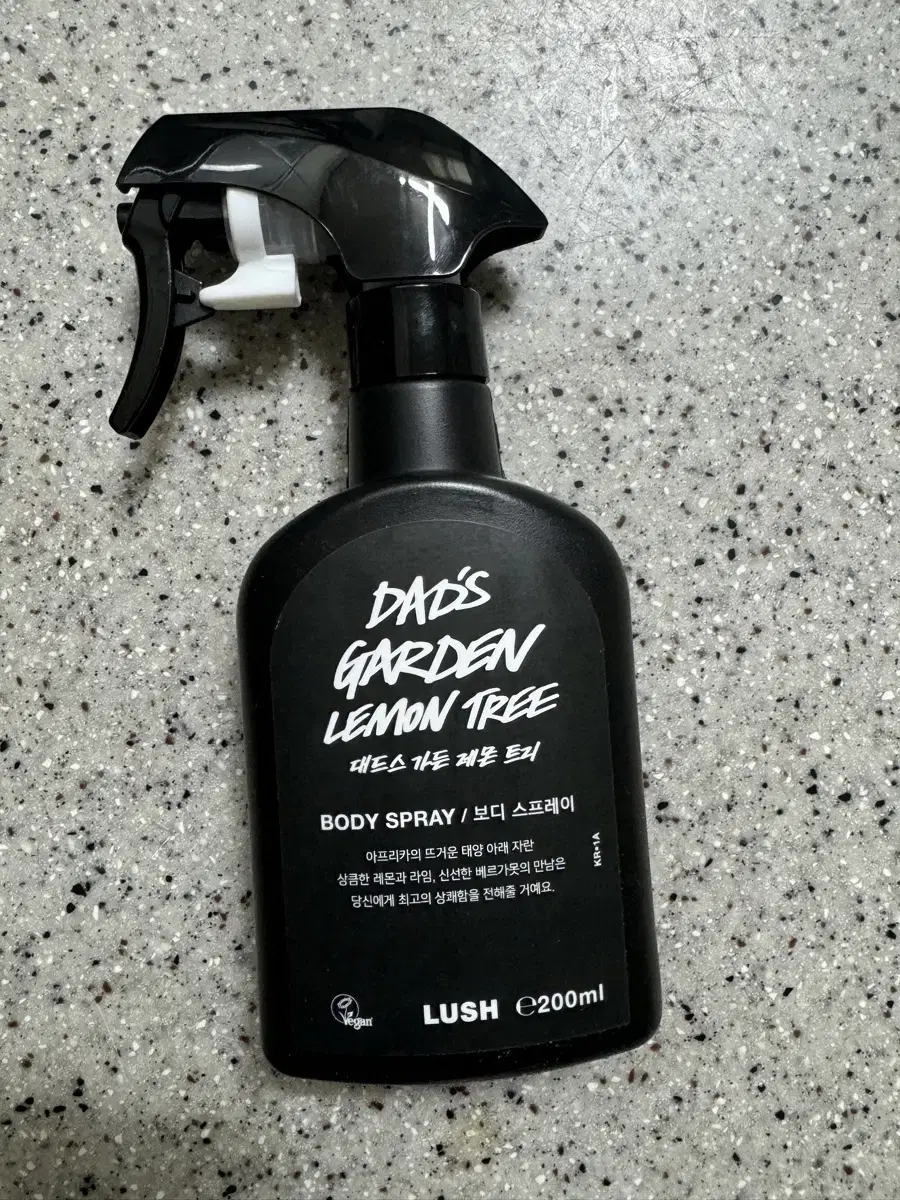 DAD'S
GARDEN
LEMON TREE
대드스 가든 레몬 트리
BODY SPRAY / 보디 스프레이
아프리카의 뜨거운 태양 아래 자란
상큼한 레몬과 라임, 신선한 베르가못의 만남은
당신에게 최고의 상쾌함을 전해줄 거예요.
KR•1A
Vegan
LUSH ℮200ml